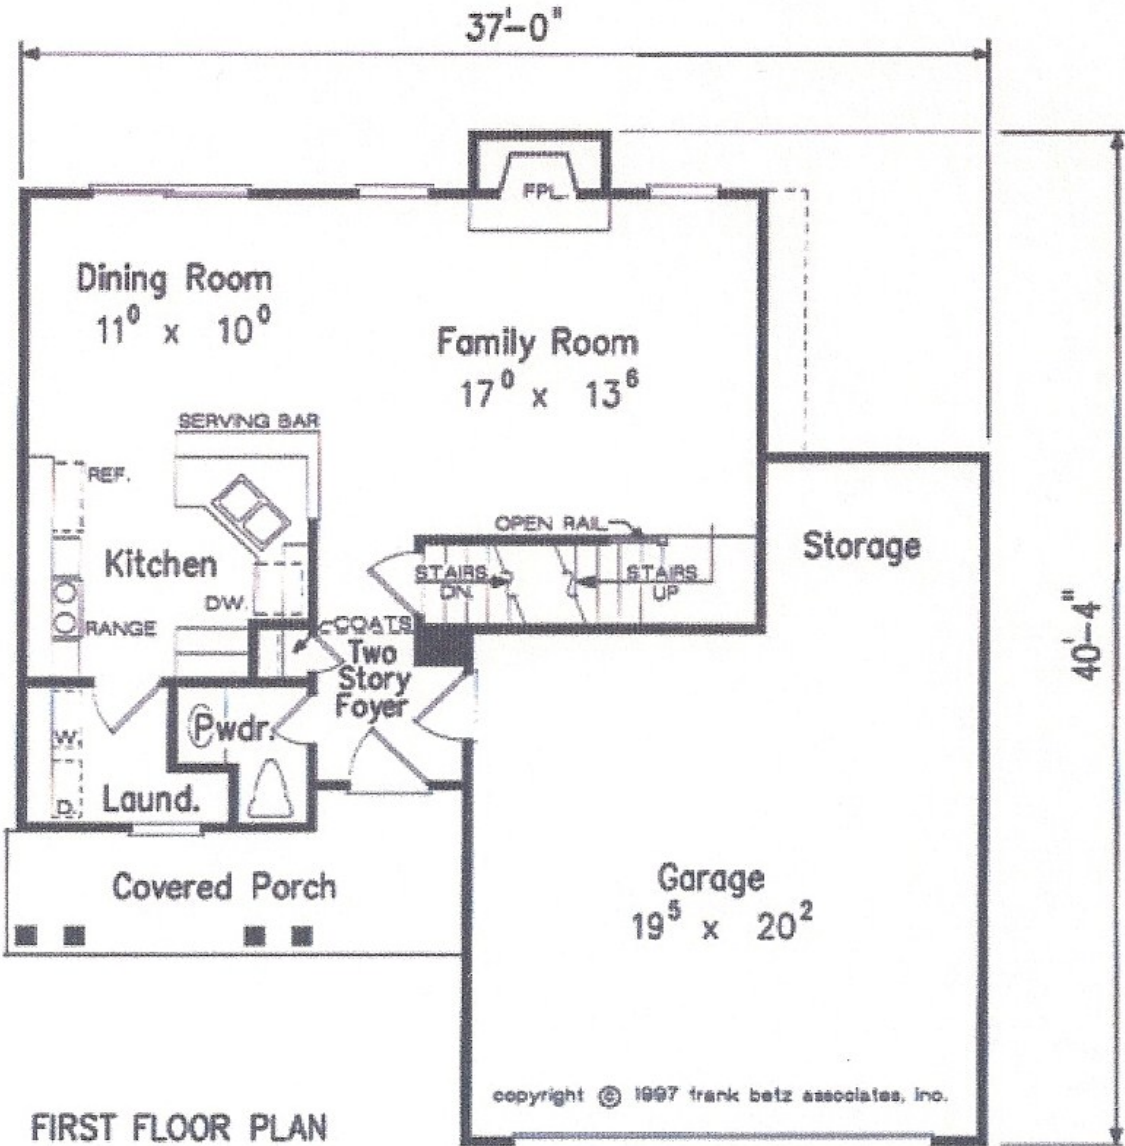 37'-0"
FPL.
Dining Room
11⁰ x 10⁰
Family Room
17⁰ x 13⁶
SERVING BAR
REF.
OPEN RAIL
Storage
Kitchen
STAIRS
DN.
STAIRS
UP
DW.
RANGE
COATS
40'-4"
Two
Story
Foyer
Pwdr.
W.
D.
Laund.
Covered Porch
Garage
19⁵ x 20²
copyright © 1997 frank betz associates, inc.
FIRST FLOOR PLAN